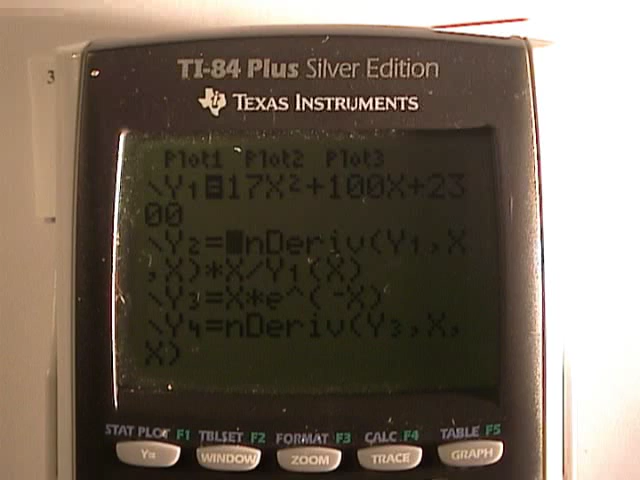 3
TI-84 Plus Silver Edition
TEXAS INSTRUMENTS
Plot1 Plot2 Plot3
\Y₁=17X²+100X+23
00
\Y₂=nDeriv(Y₁,X
,X)*X/Y₁(X)
\Y₃=X*e^(-X)
\Y₄=nDeriv(Y₃,X,
X)
STAT PLOT F1 TBLSET F2 FORMAT F3 CALC F4 TABLE F5
Y= WINDOW ZOOM TRACE GRAPH